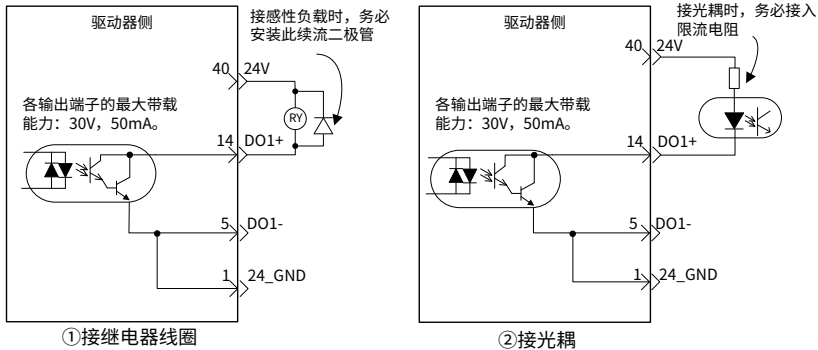 驱动器侧
接感性负载时，务必
安装此续流二极管
40
24V
各输出端子的最大带载
能力：30V，50mA。
RY
14
DO1+
5
DO1-
1
24_GND
①接继电器线圈
驱动器侧
接光耦时，务必接入
限流电阻
40
24V
各输出端子的最大带载
能力：30V，50mA。
14
DO1+
5
DO1-
1
24_GND
②接光耦